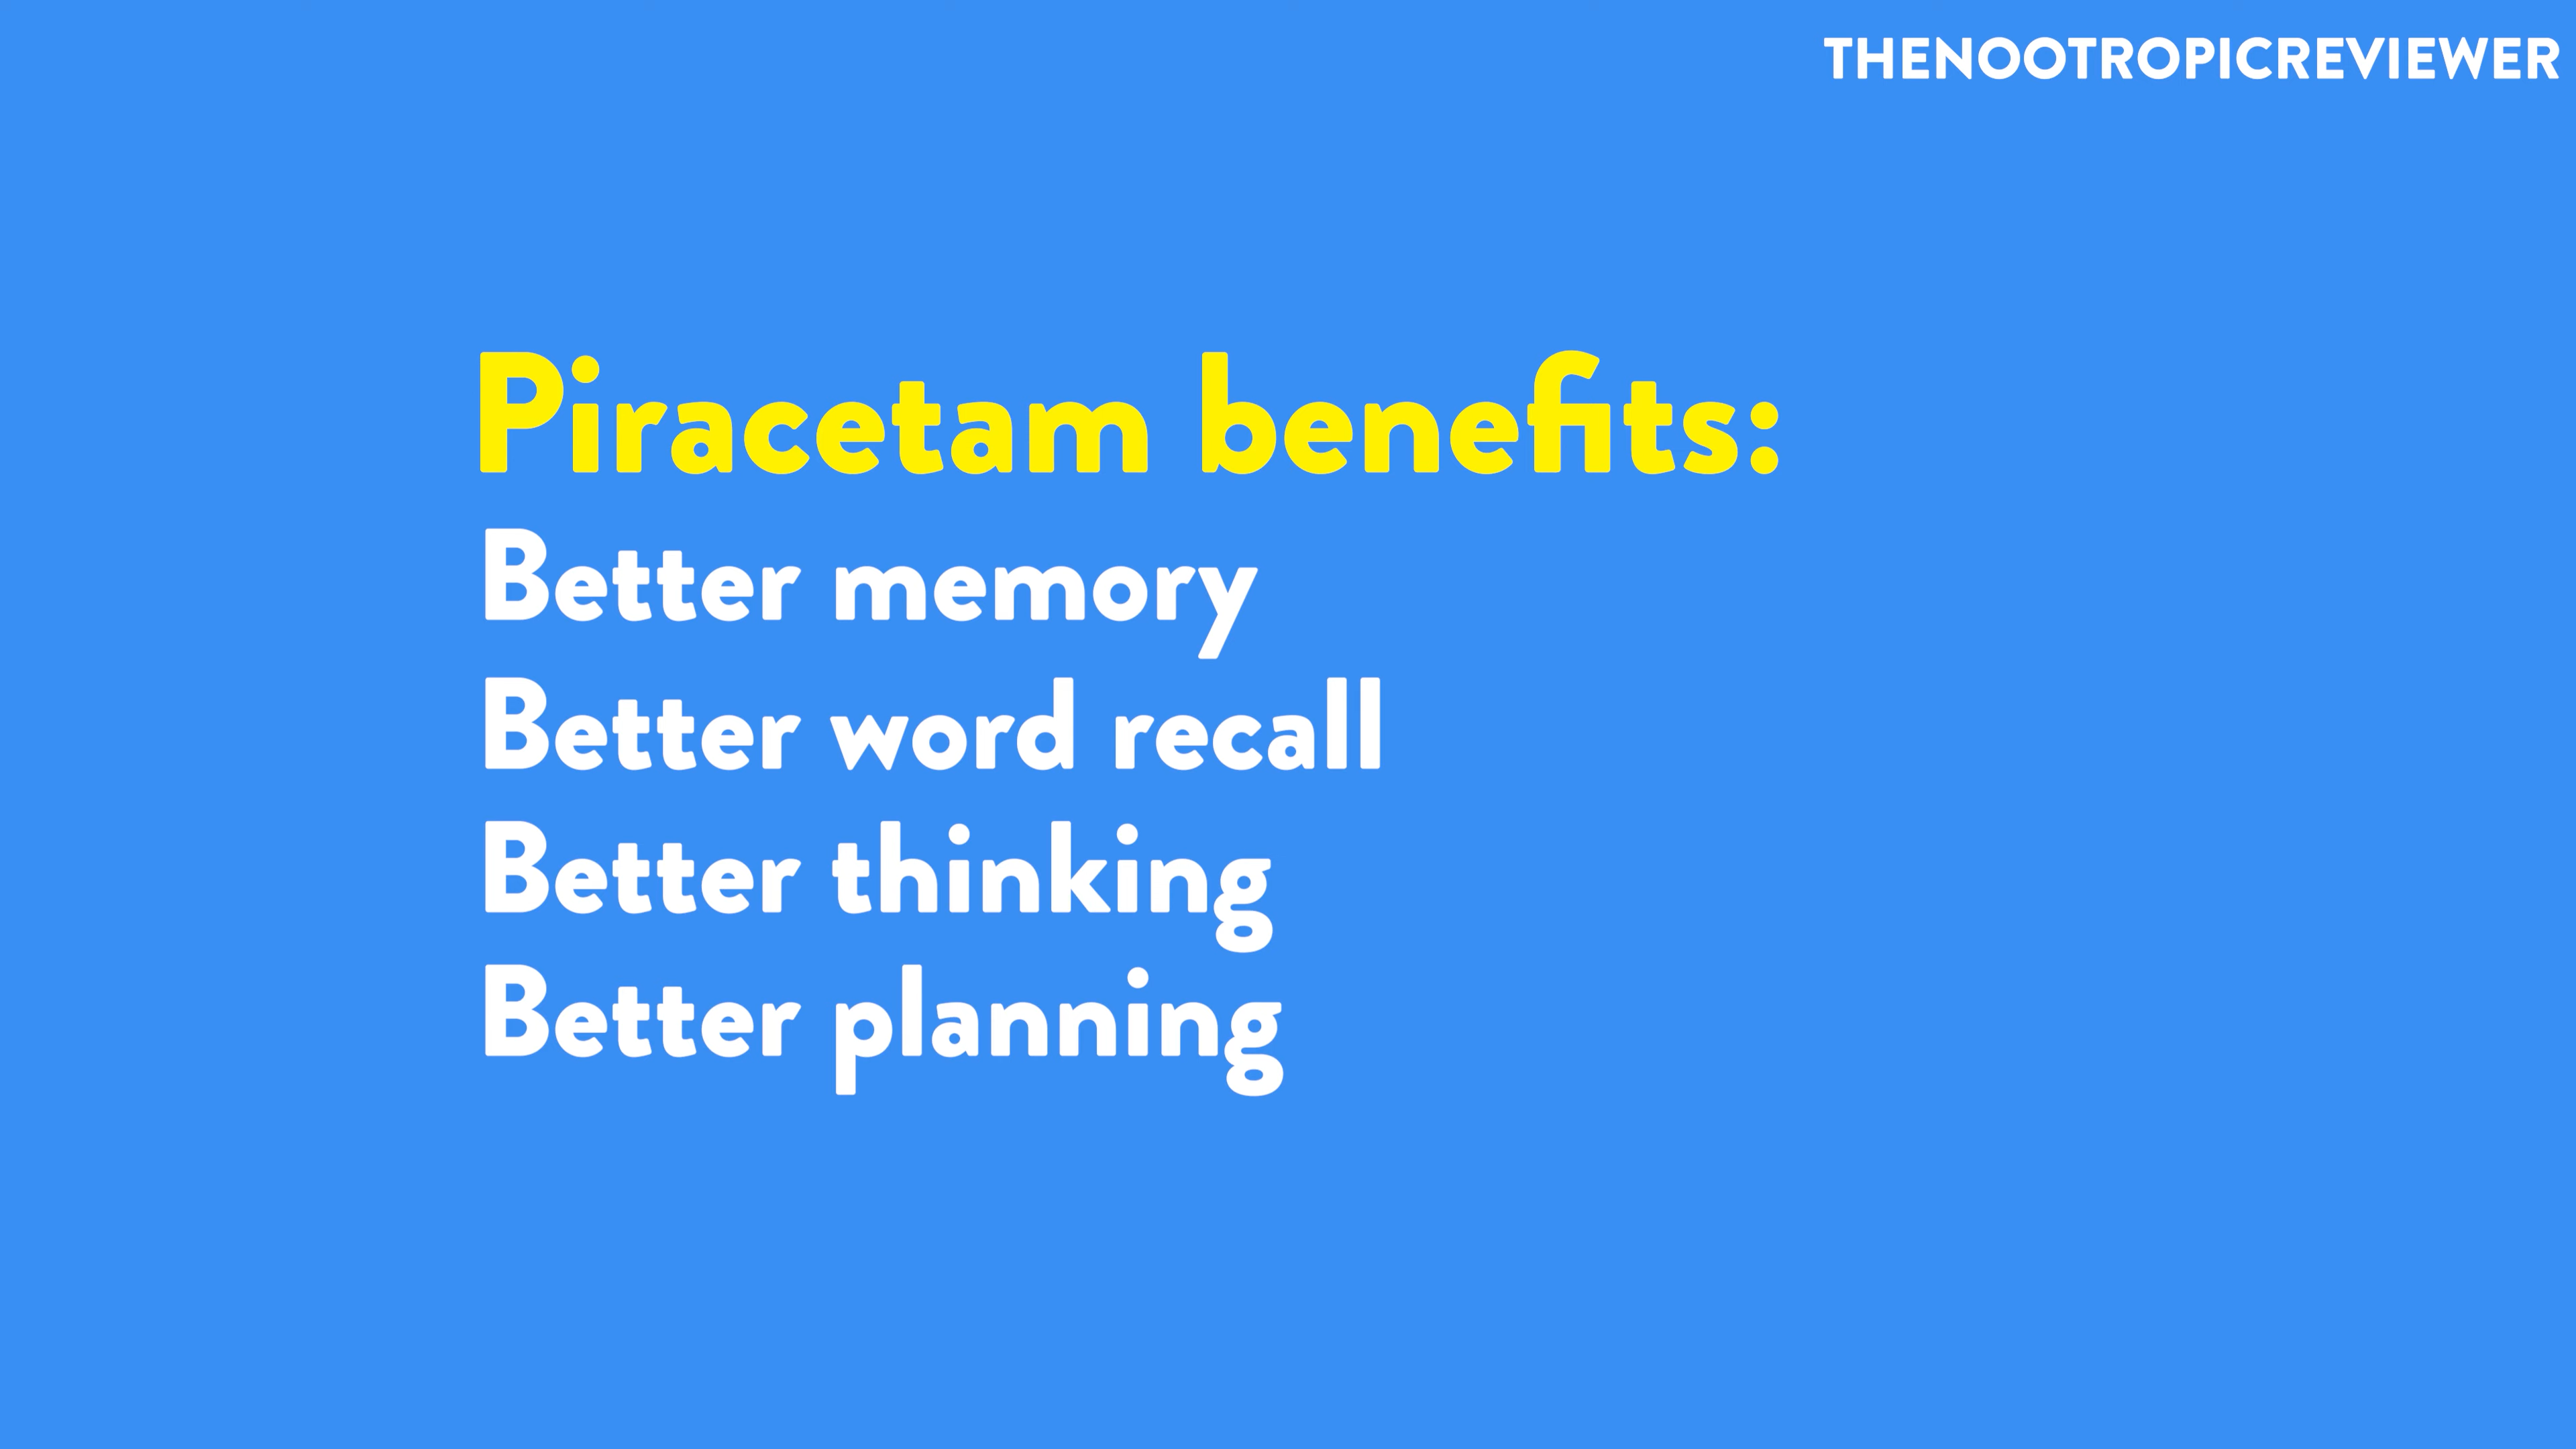 THENOOTROPICREVIEWER
Piracetam benefits:
Better memory
Better word recall
Better thinking
Better planning